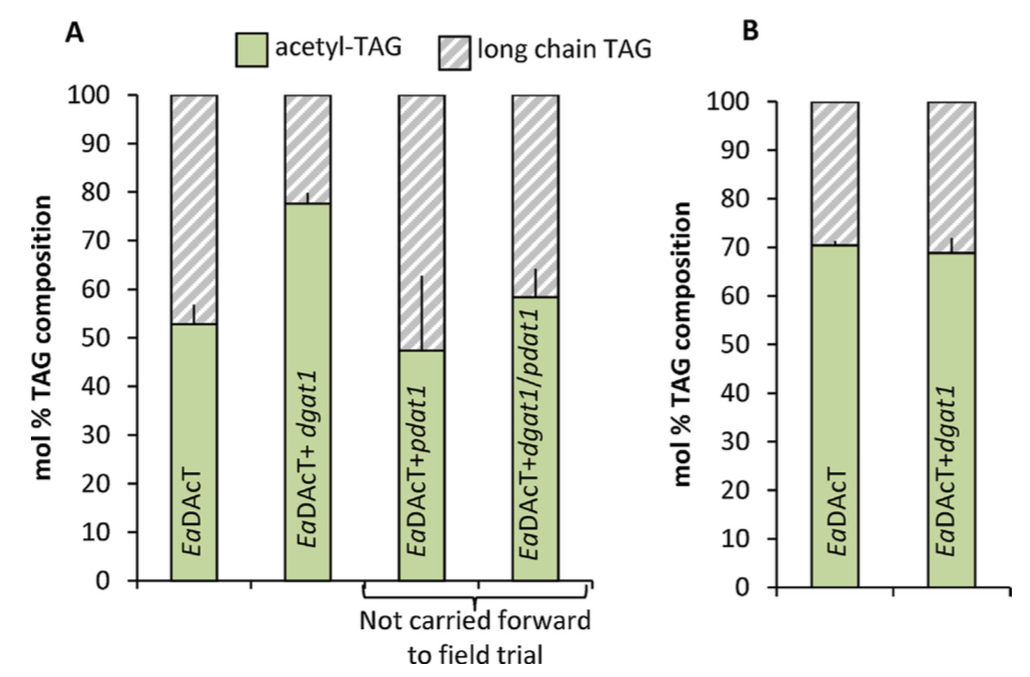 A
acetyl-TAG
long chain TAG
mol % TAG composition
100
90
80
70
60
50
40
30
20
10
0
EaDAcT
EaDAcT+ dgat1
EaDAcT+pdat1
EaDAcT+dgat1/pdat1
Not carried forward
to field trial
B
mol % TAG composition
100
90
80
70
60
50
40
30
20
10
0
EaDAcT
EaDAcT+dgat1